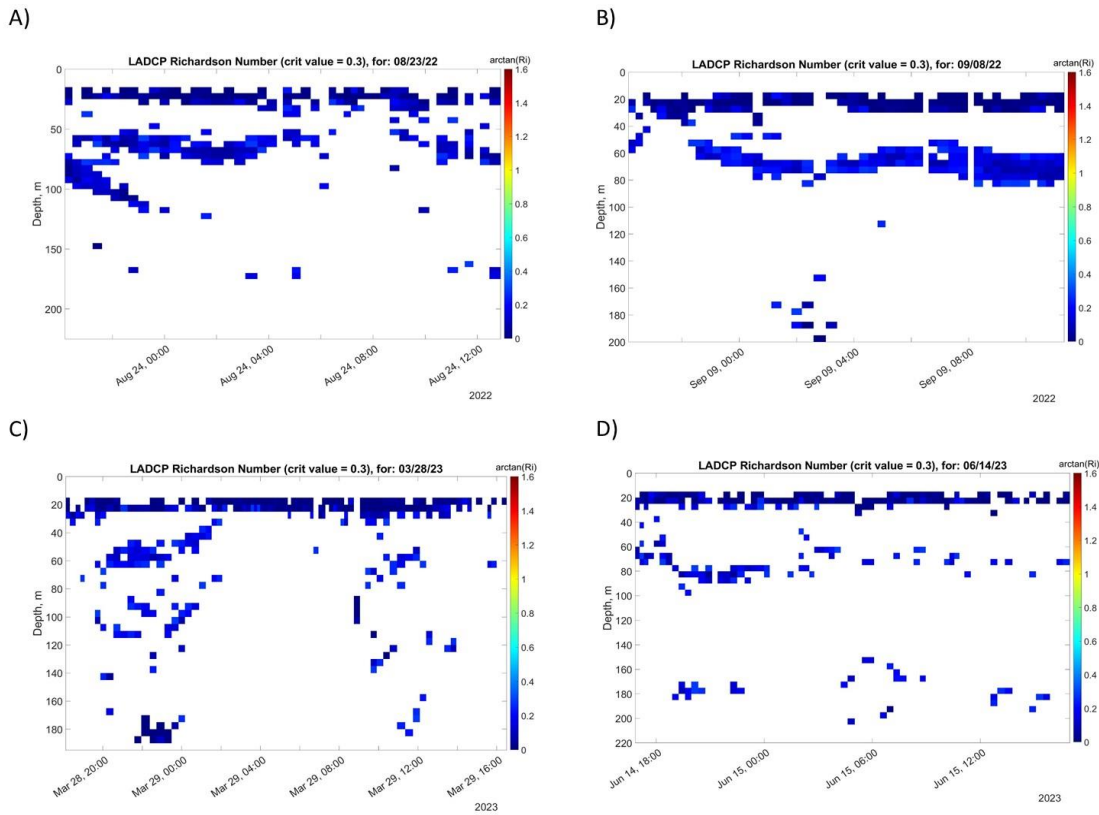 A)
LADCP Richardson Number (crit value = 0.3), for: 08/23/22
arctan(Ri)
0
50
100
150
200
Depth, m
1.6
1.4
1.2
1
0.8
0.6
0.4
0.2
0
Aug 24, 00:00
Aug 24, 04:00
Aug 24, 08:00
Aug 24, 12:00
2022
B)
LADCP Richardson Number (crit value = 0.3), for: 09/08/22
arctan(Ri)
0
20
40
60
80
100
120
140
160
180
200
Depth, m
1.6
1.4
1.2
1
0.8
0.6
0.4
0.2
0
Sep 09, 00:00
Sep 09, 04:00
Sep 09, 08:00
2022
C)
LADCP Richardson Number (crit value = 0.3), for: 03/28/23
arctan(Ri)
0
20
40
60
80
100
120
140
160
180
Depth, m
1.6
1.4
1.2
1
0.8
0.6
0.4
0.2
0
Mar 28, 20:00
Mar 29, 00:00
Mar 29, 04:00
Mar 29, 08:00
Mar 29, 12:00
Mar 29, 16:00
2023
D)
LADCP Richardson Number (crit value = 0.3), for: 06/14/23
arctan(Ri)
0
20
40
60
80
100
120
140
160
180
200
220
Depth, m
1.6
1.4
1.2
1
0.8
0.6
0.4
0.2
0
Jun 14, 18:00
Jun 15, 00:00
Jun 15, 06:00
Jun 15, 12:00
2023